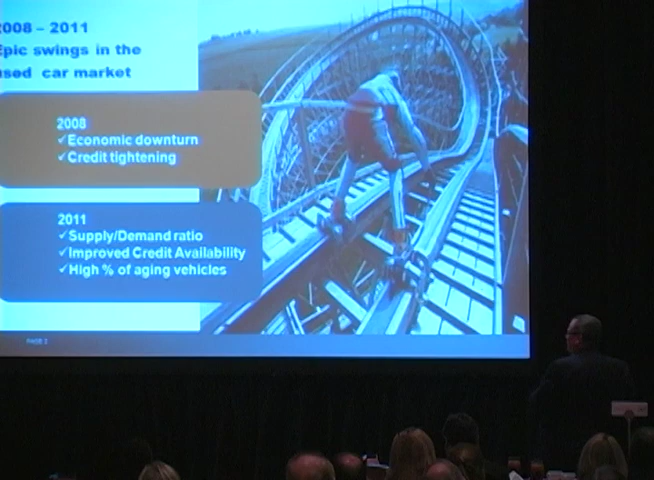 2008 – 2011
Epic swings in the
used car market
2008
✓Economic downturn
✓Credit tightening
2011
✓Supply/Demand ratio
✓Improved Credit Availability
✓High % of aging vehicles